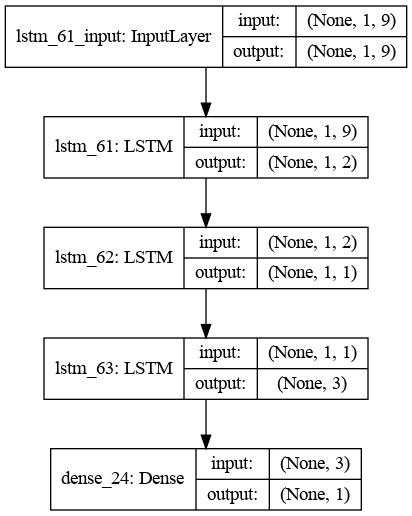 lstm_61_input: InputLayer
input: (None, 1, 9)
output: (None, 1, 9)
lstm_61: LSTM
input: (None, 1, 9)
output: (None, 1, 2)
lstm_62: LSTM
input: (None, 1, 2)
output: (None, 1, 1)
lstm_63: LSTM
input: (None, 1, 1)
output: (None, 3)
dense_24: Dense
input: (None, 3)
output: (None, 1)